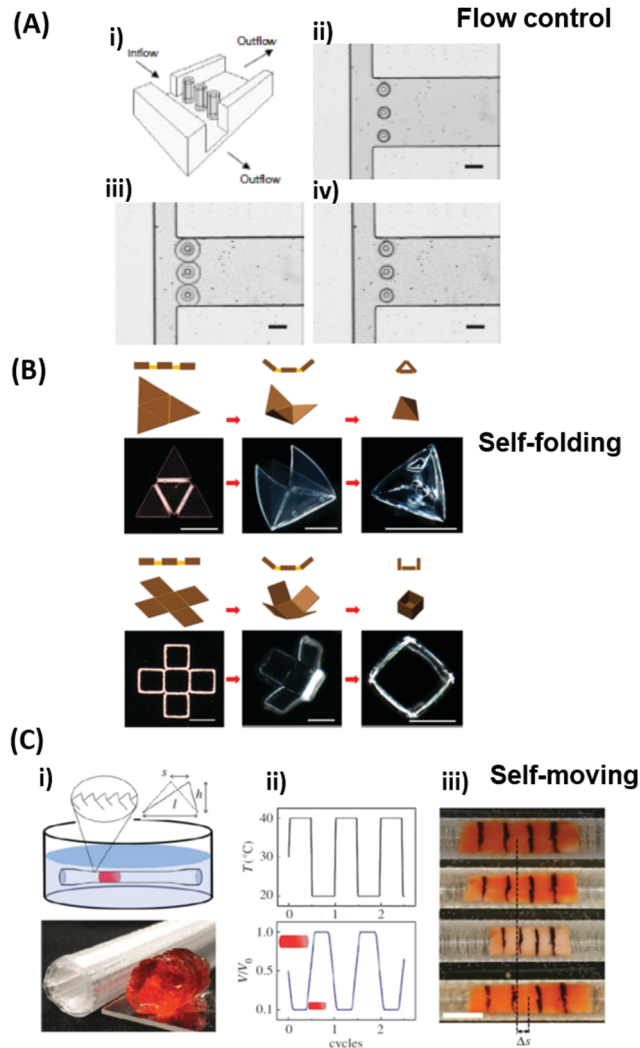 (A)
Flow control
i)
Inflow
Outflow
Outflow
ii)
iii)
iv)
(B)
Self-folding
(C)
Self-moving
i)
s
h
l
ii)
T(°C)
40
30
20
0 1 2
V/V0
1.0
0.5
0.1
0 1 2
cycles
iii)
Δs